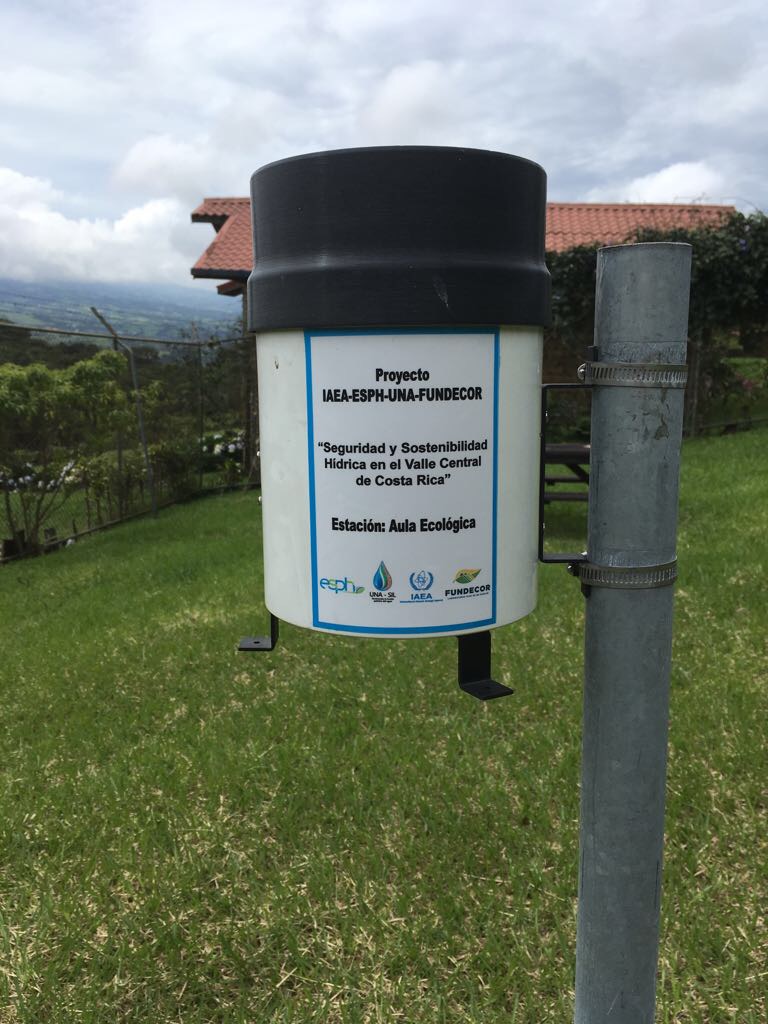 Proyecto
IAEA-ESPH-UNA-FUNDECOR
“Seguridad y Sostenibilidad
Hídrica en el Valle Central
de Costa Rica”
Estación: Aula Ecológica
esph
UNA - SIL
IAEA
FUNDECOR